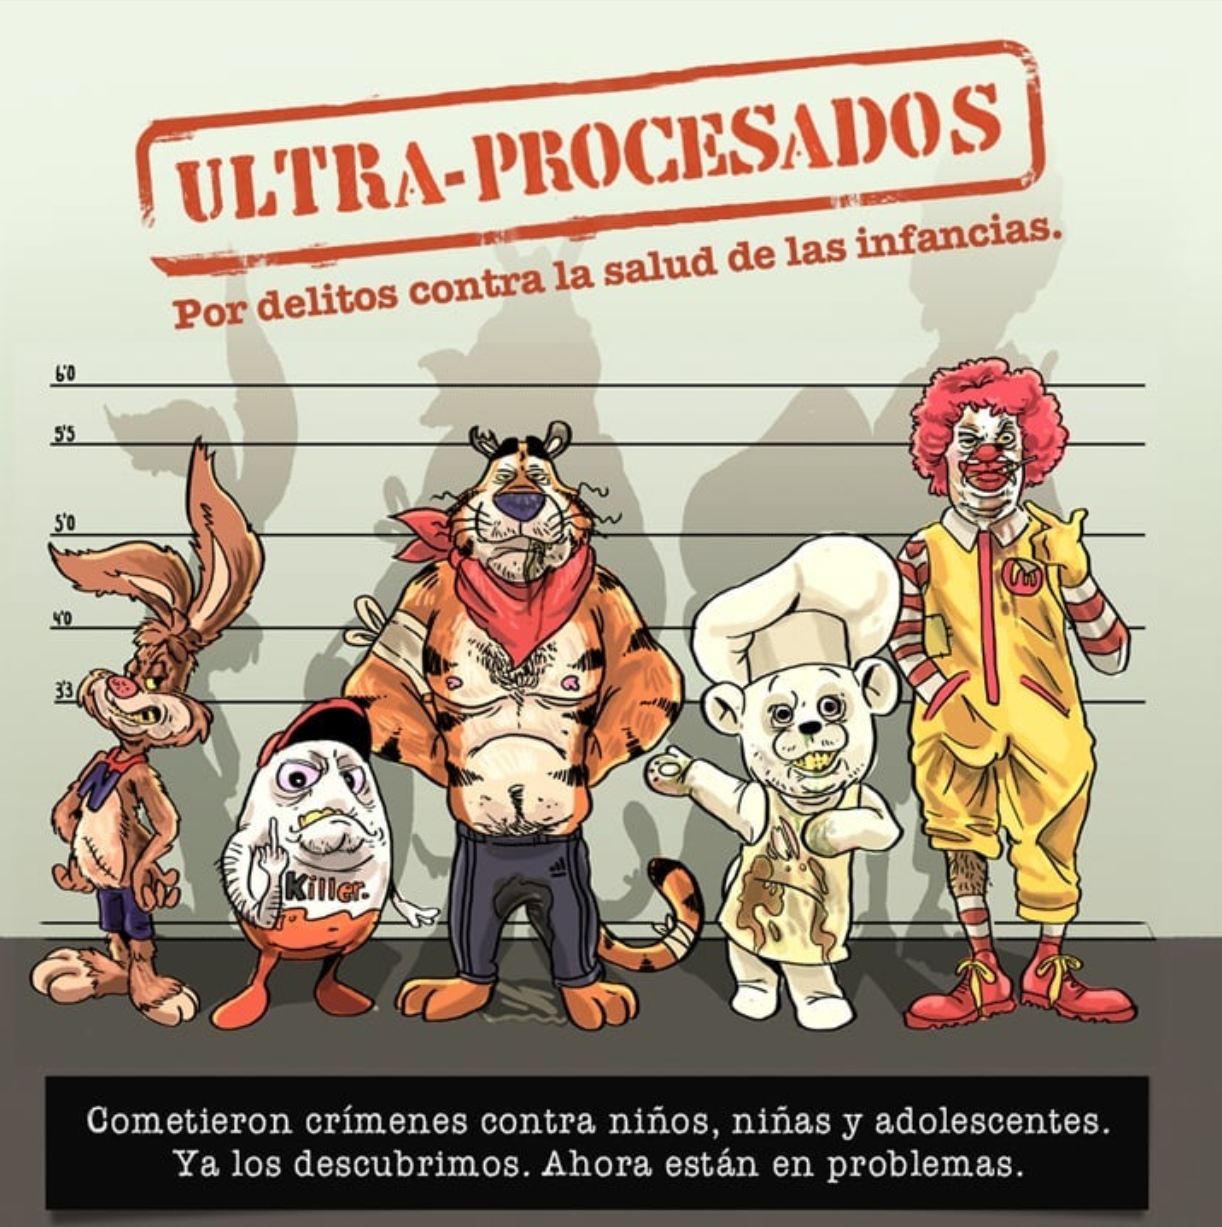 ULTRA-PROCESADOS
Por delitos contra la salud de las infancias.
6'0
5'5
5'0
4'0
3'3
N
Killer.
M
Cometieron crímenes contra niños, niñas y adolescentes.
Ya los descubrimos. Ahora están en problemas.